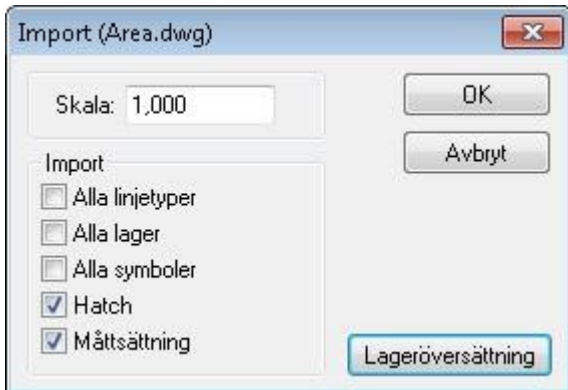 Import (Area.dwg)
Skala: 1,000
OK
Avbryt
Import
Alla linjetyper
Alla lager
Alla symboler
Hatch
Måttsättning
Lageröversättning